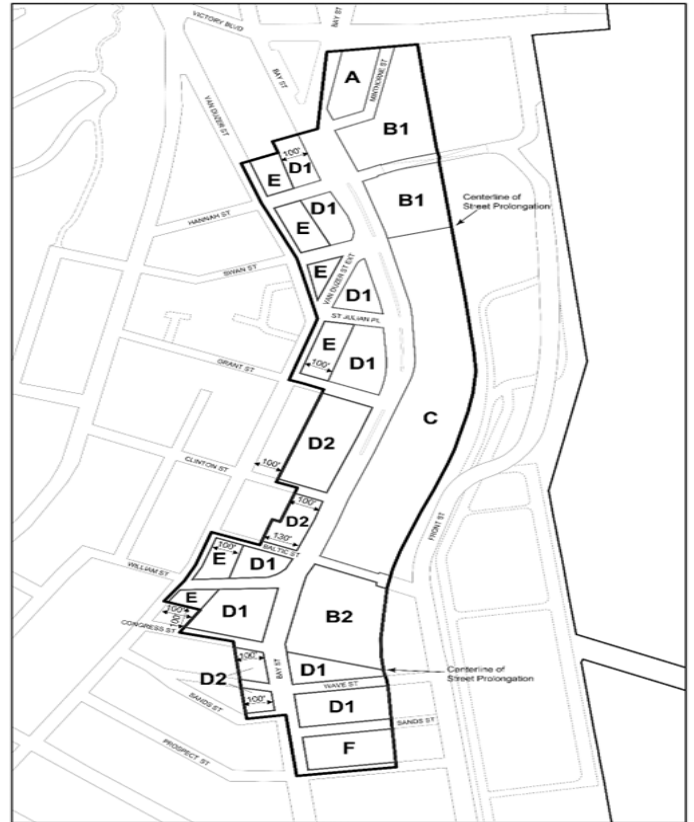 VICTORY BLVD
BAY ST
BAY ST
VAN DUZER ST
A
MINTHORNE ST
B1
100'
D1
E
B1
Centerline of
Street Prolongation
D1
E
HANNAH ST
SWAN ST
E
VAN DUZER ST EXT
D1
ST JULIAN PL
E
D1
100'
GRANT ST
C
D2
CLINTON ST
100'
100'
D2
130'
FRONT ST
BALTIC ST
100'
E
D1
WILLIAM ST
E
D1
B2
100'
100'
CONGRESS ST
100'
BAY ST
D1
Centerline of
Street Prolongation
D2
WAVE ST
100'
D1
SANDS ST
SANDS ST
F
PROSPECT ST